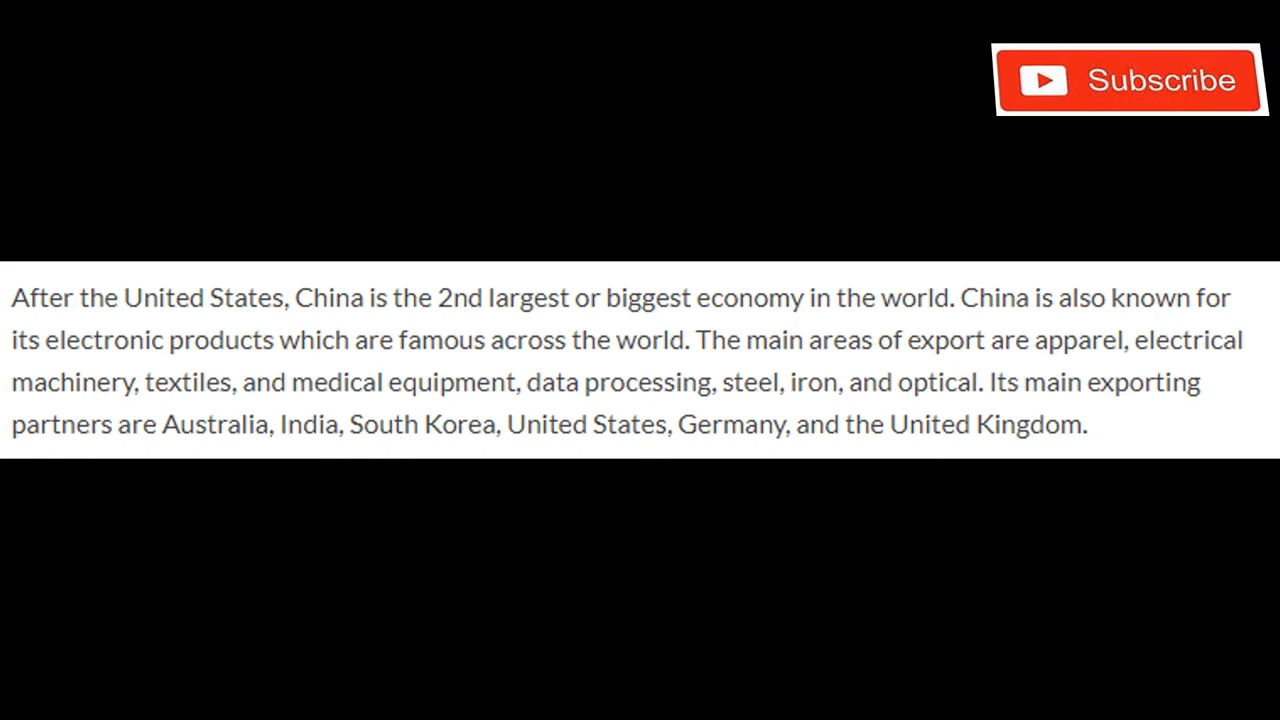 Subscribe
After the United States, China is the 2nd largest or biggest economy in the world. China is also known for
its electronic products which are famous across the world. The main areas of export are apparel, electrical
machinery, textiles, and medical equipment, data processing, steel, iron, and optical. Its main exporting
partners are Australia, India, South Korea, United States, Germany, and the United Kingdom.